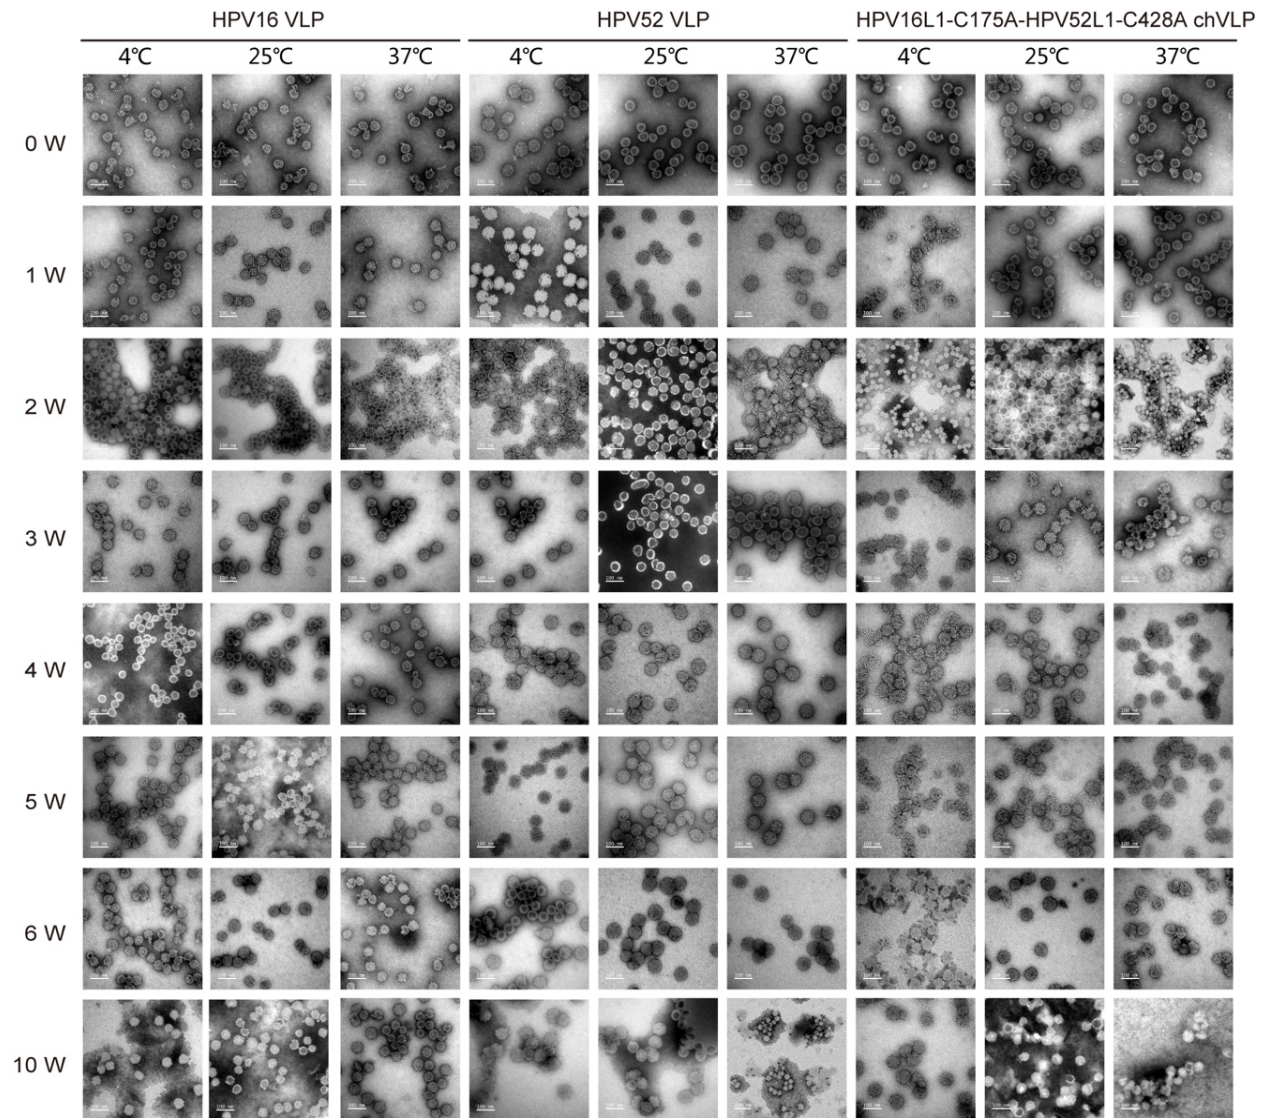 HPV16 VLP HPV52 VLP HPV16L1-C175A-HPV52L1-C428A chVLP
4℃ 25℃ 37℃ 4℃ 25℃ 37℃ 4℃ 25℃ 37℃
0 W
1 W
2 W
3 W
4 W
5 W
6 W
10 W